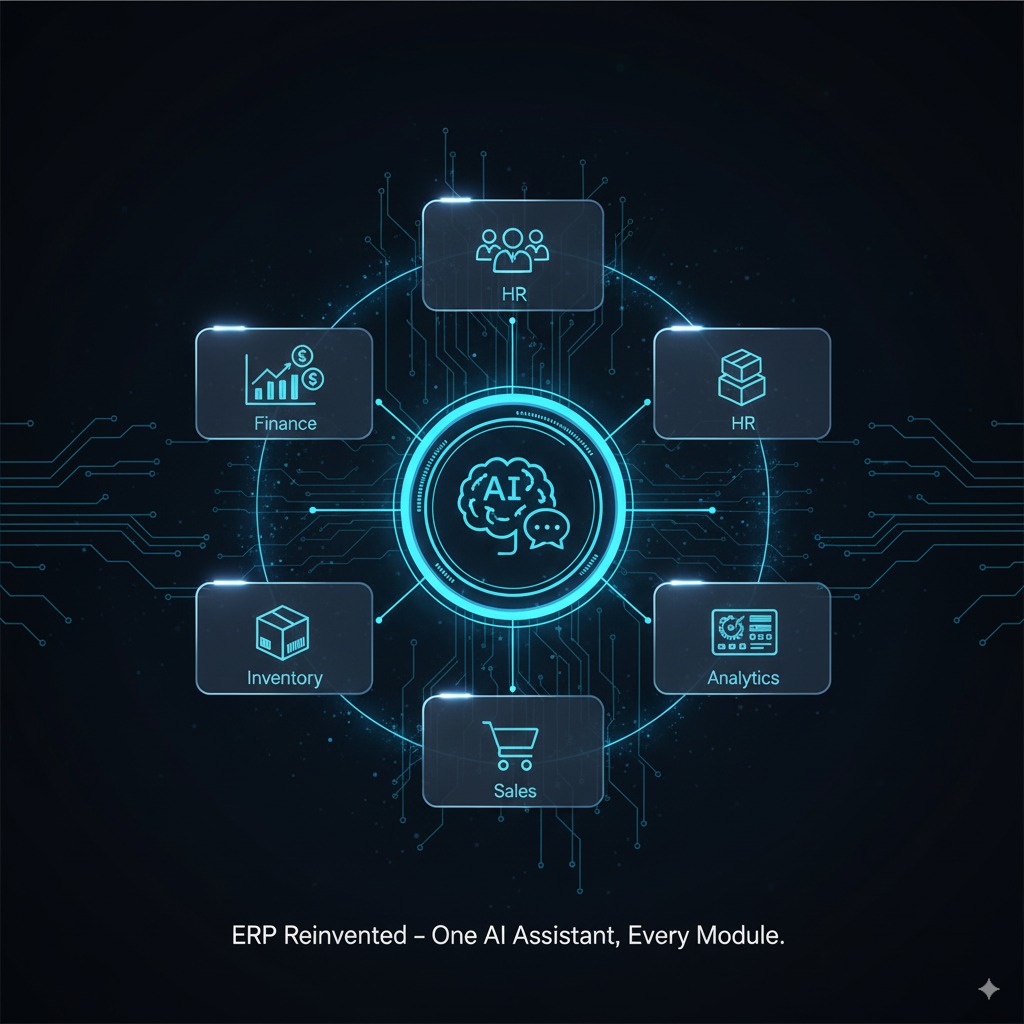 HR
Finance
$
$
HR
AI
Inventory
Analytics
Sales
ERP Reinvented – One AI Assistant, Every Module.